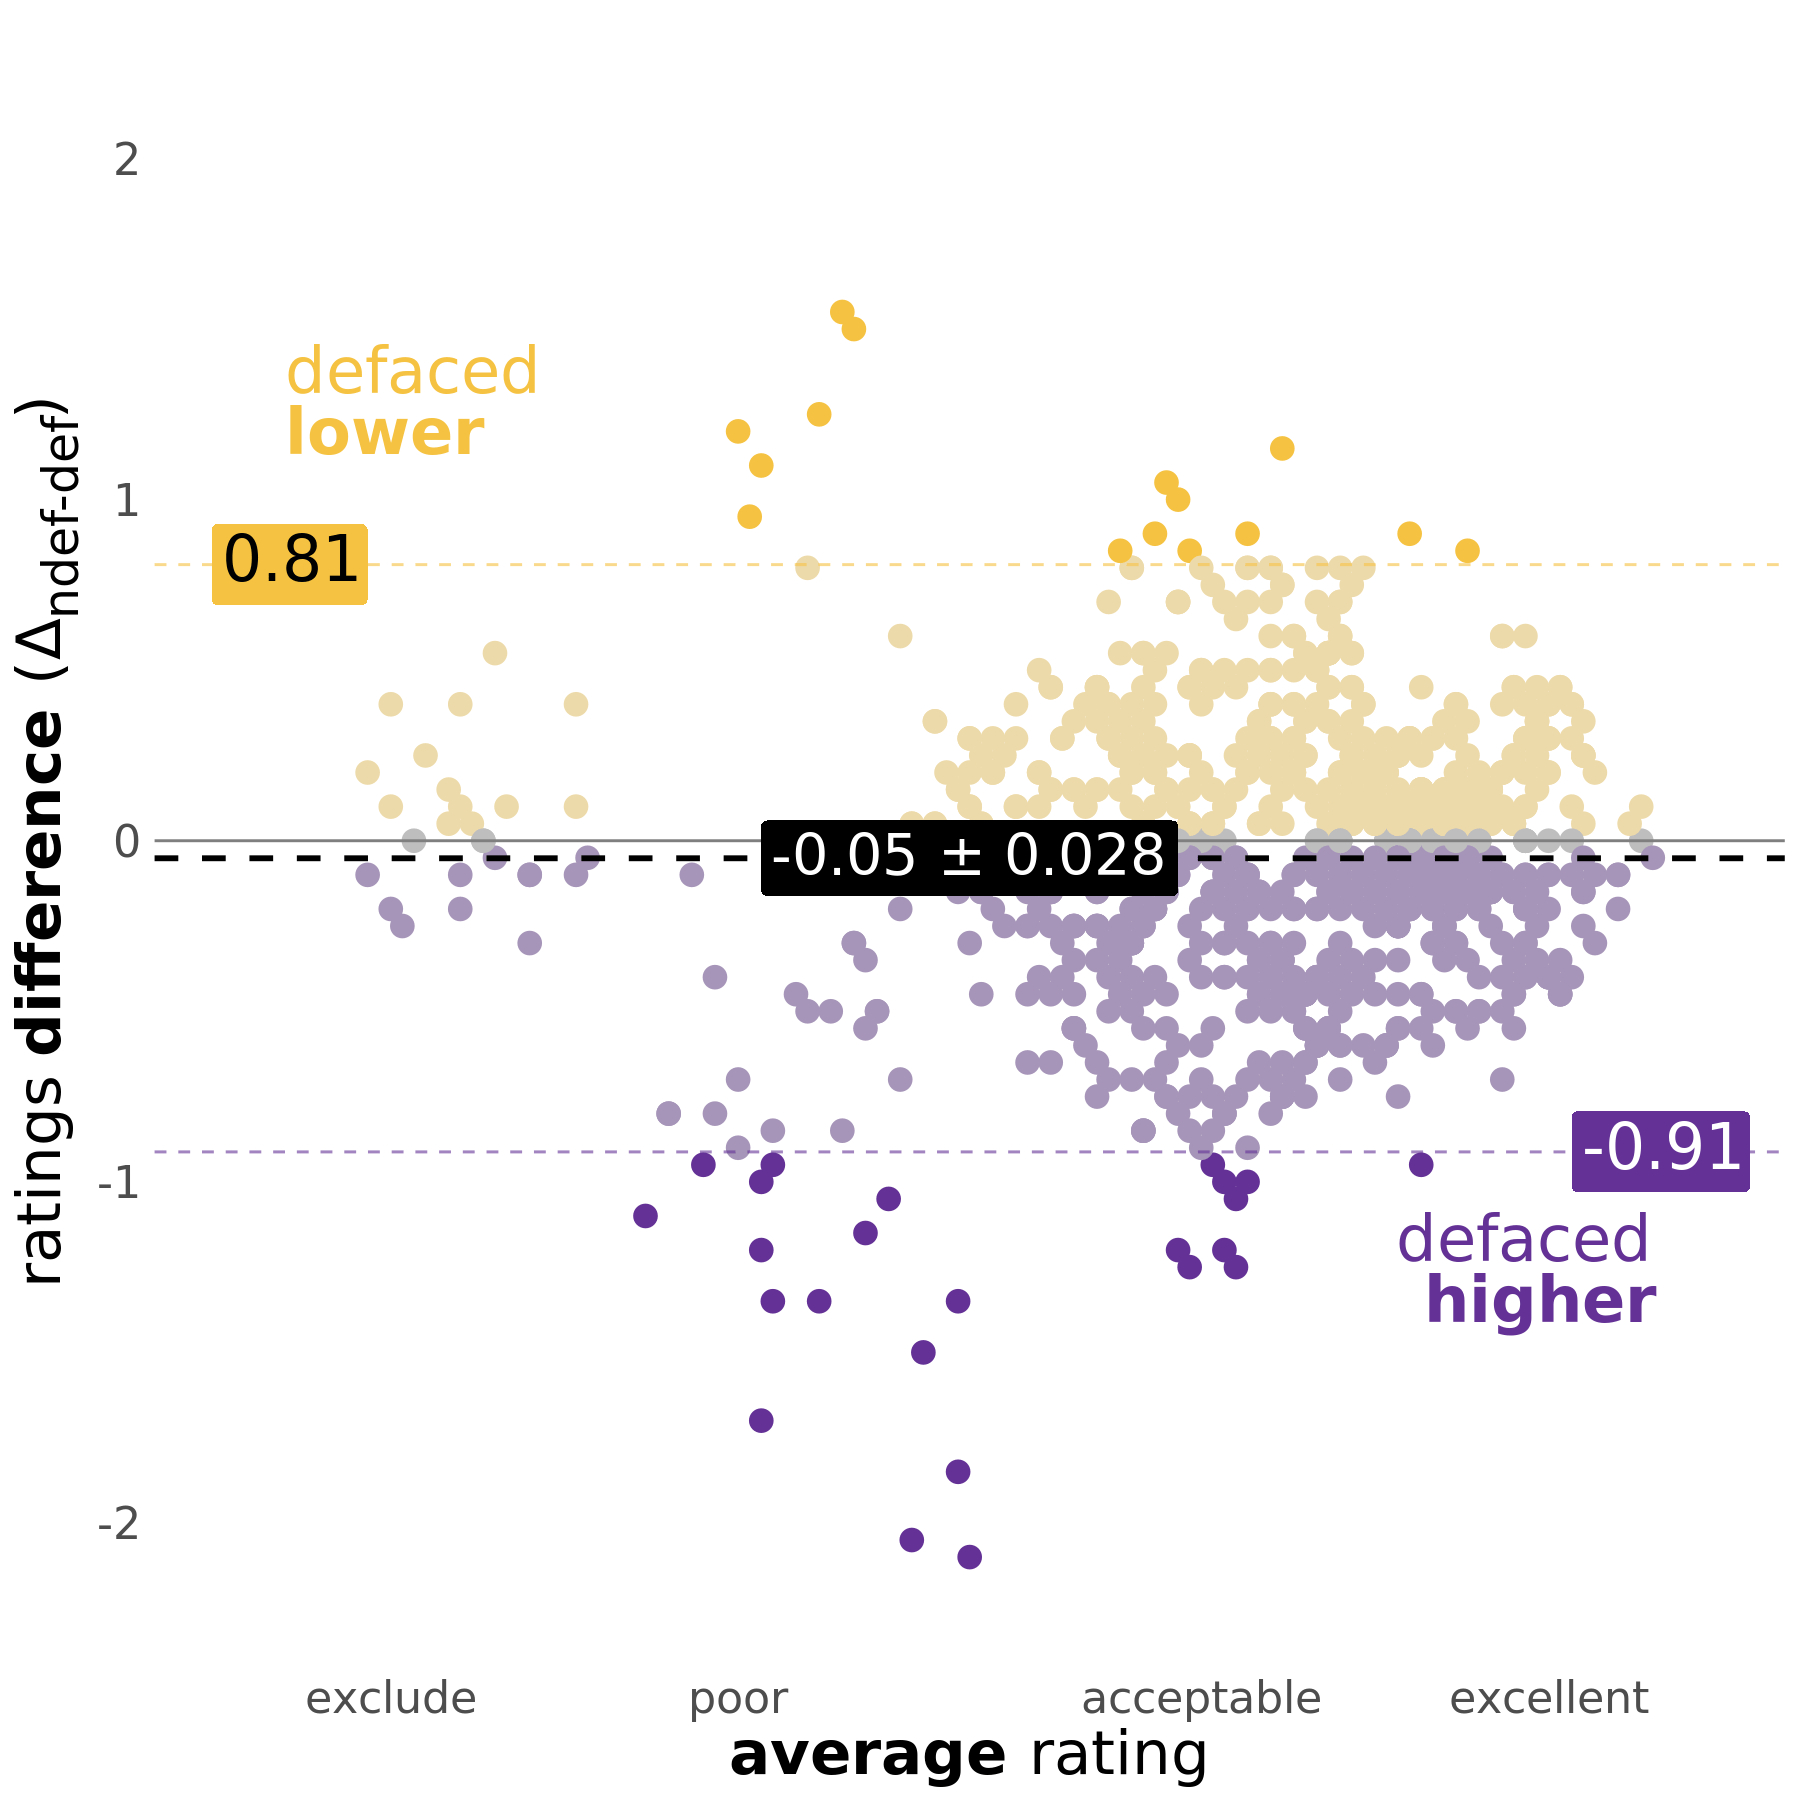 2
1
0
-1
-2
ratings difference (Δndef-def)
defaced
lower
0.81
-0.05 ± 0.028
-0.91
defaced
higher
exclude poor acceptable excellent
average rating